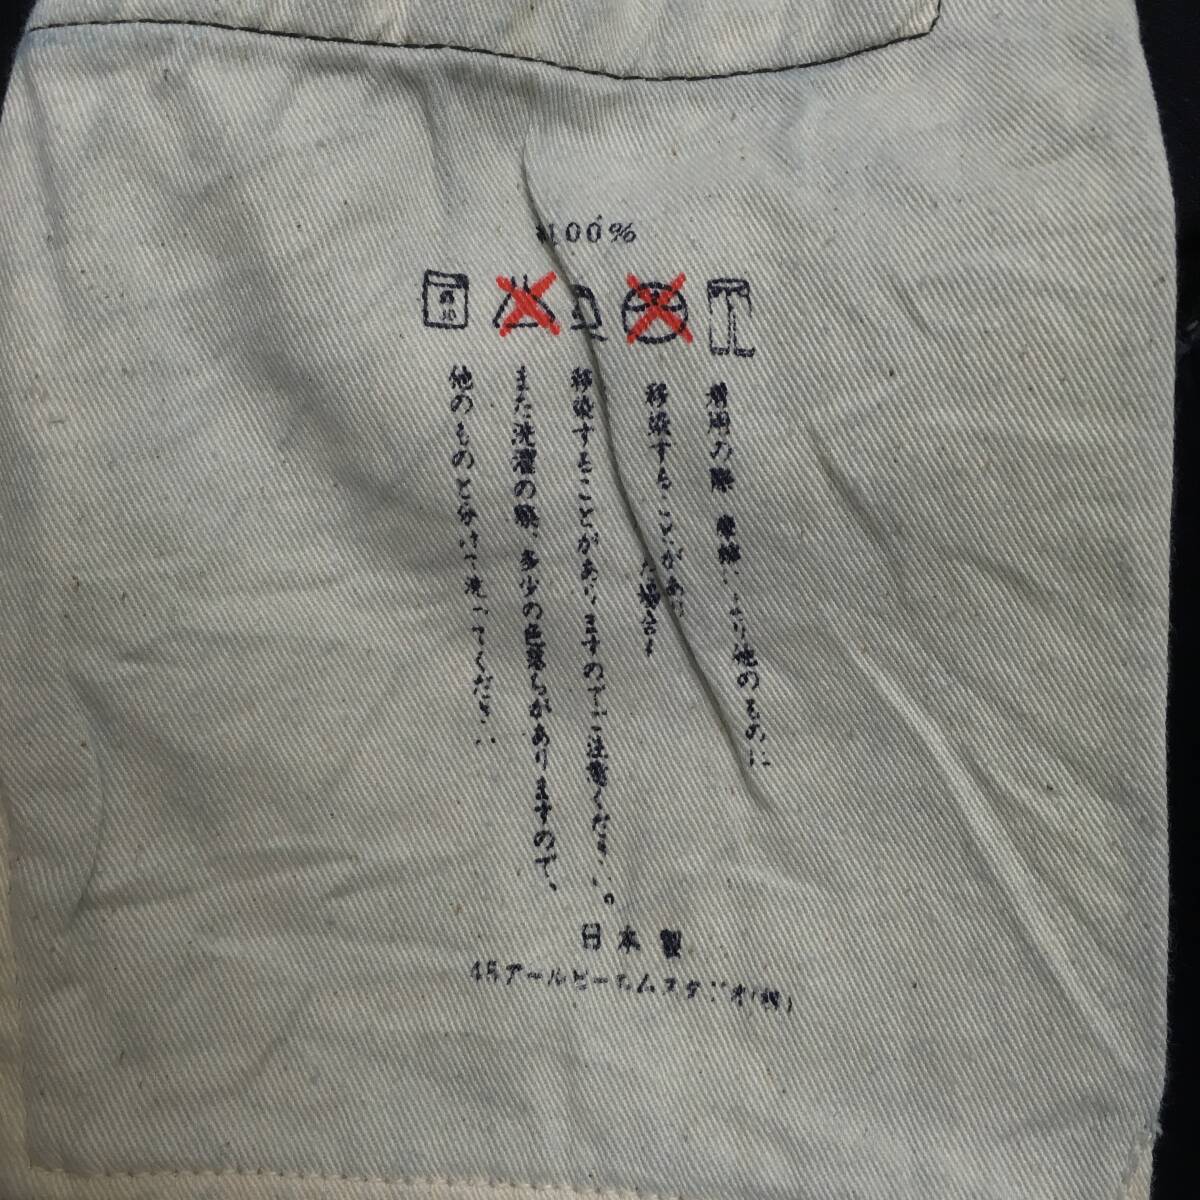 100%
着用の際 摩擦により他のものに
移染することがあり
た場合
移染することがありますのでご注意ください。
また洗濯の際、多少の色落ちがありますので、
他のものと分けて洗ってください
日本製
45アールピーエムスタジオ(株)